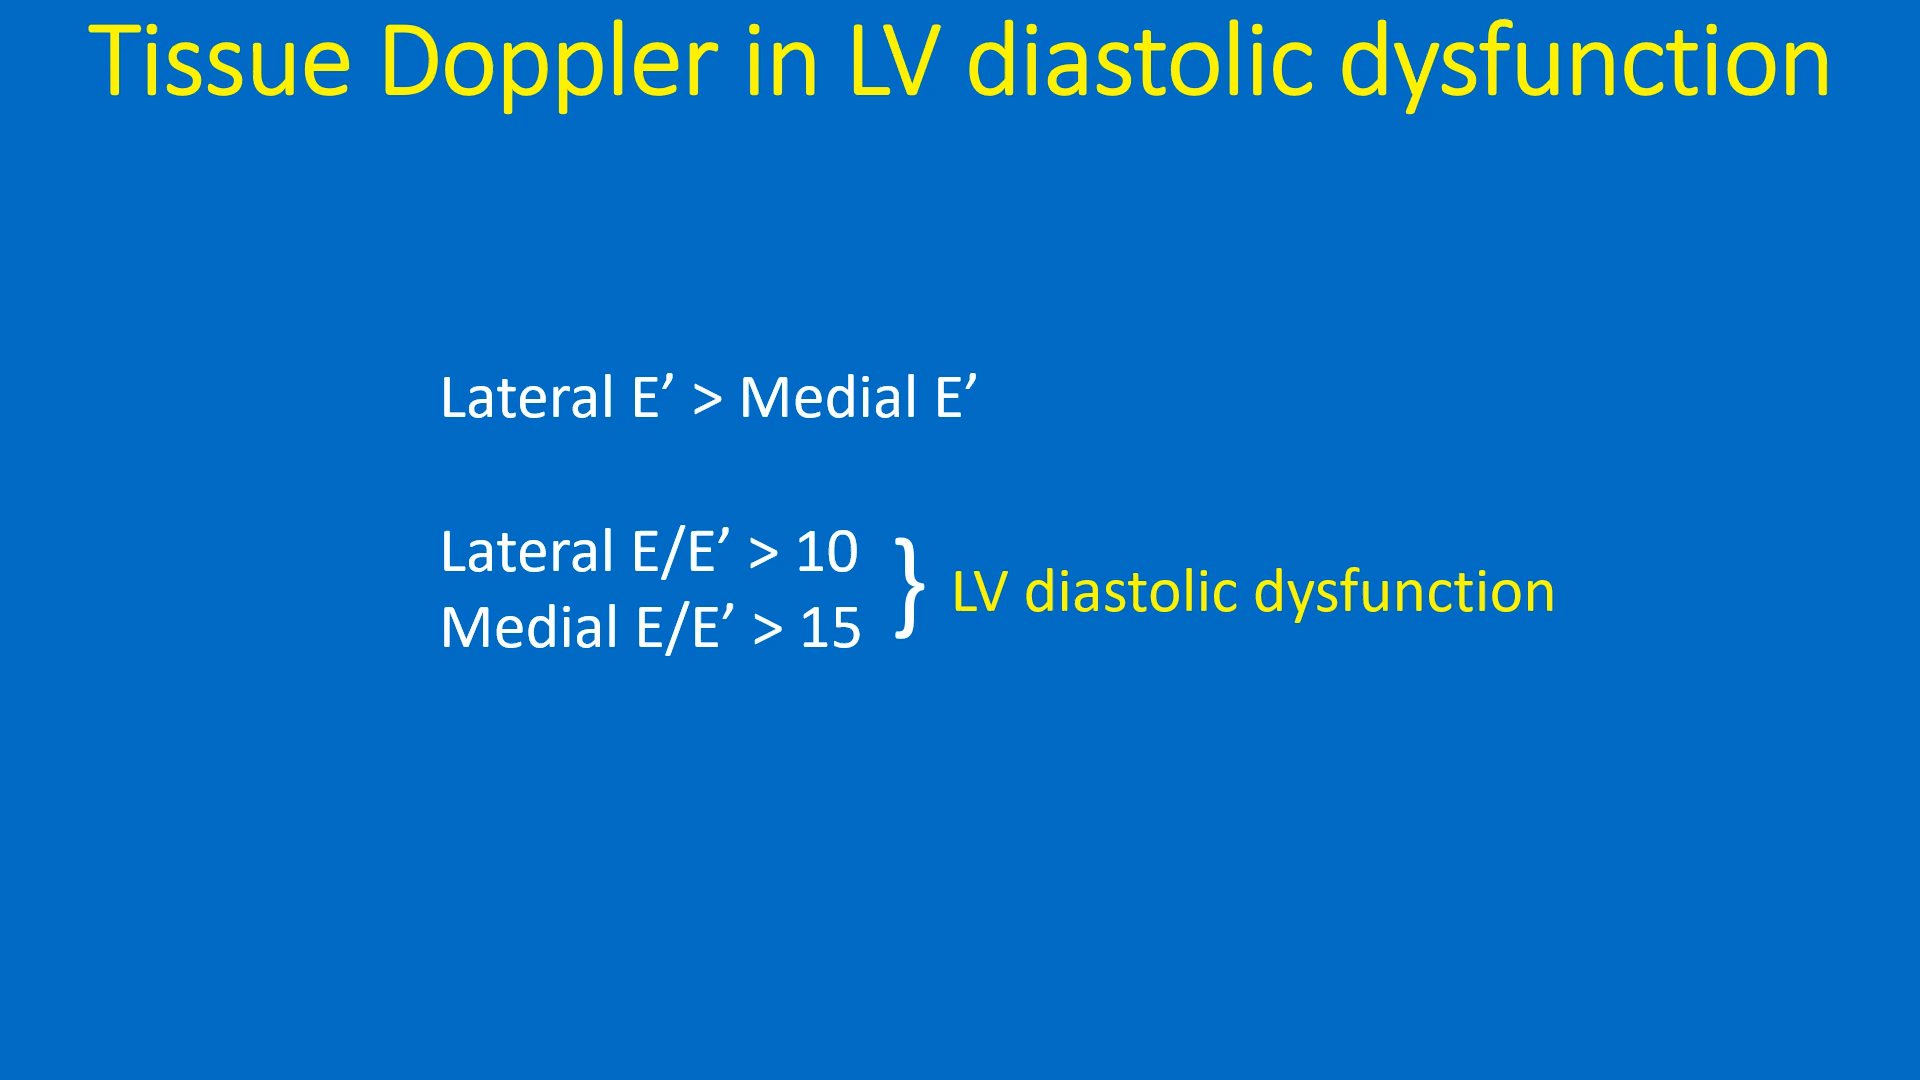 Tissue Doppler in LV diastolic dysfunction
Lateral E’ > Medial E’
Lateral E/E’ > 10
Medial E/E’ > 15
} LV diastolic dysfunction